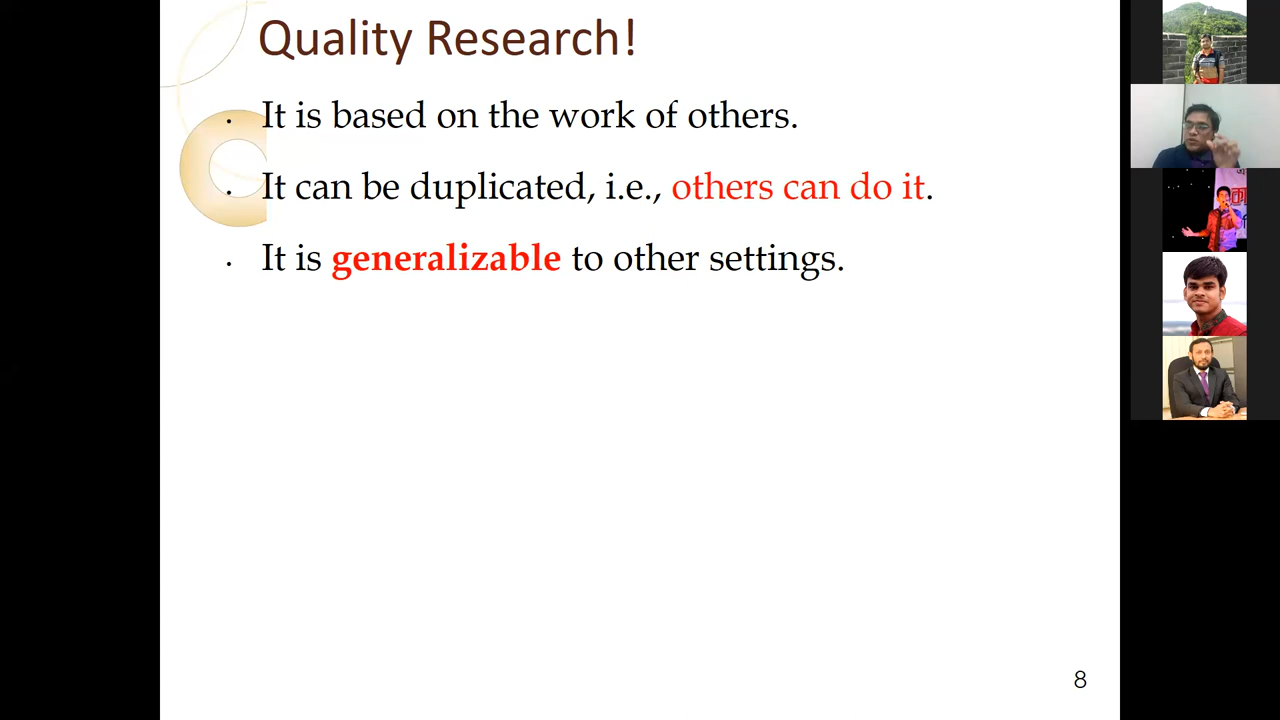 Quality Research!
· It is based on the work of others.
· It can be duplicated, i.e., others can do it.
· It is generalizable to other settings.
8